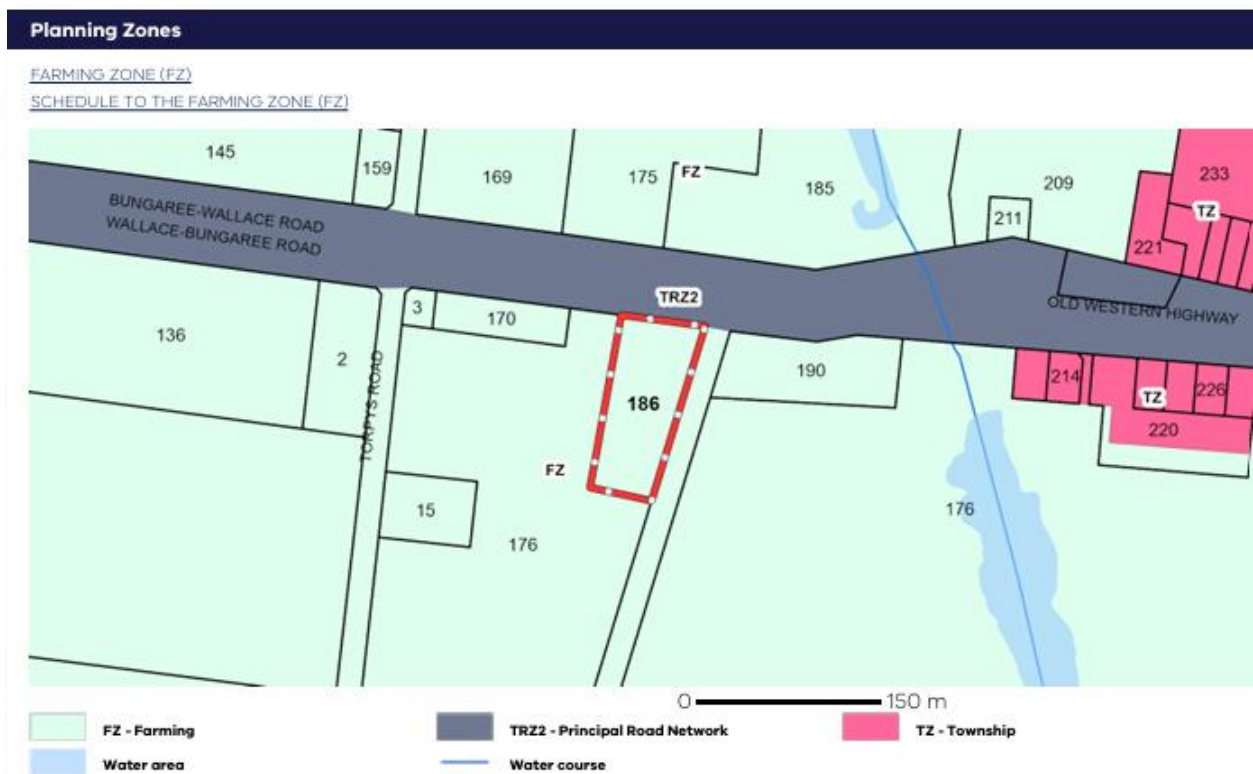 Planning Zones
FARMING ZONE (FZ)
SCHEDULE TO THE FARMING ZONE (FZ)
145
159
169
175
FZ
185
209
233
TZ
211
221
BUNGAREE-WALLACE ROAD
WALLACE-BUNGAREE ROAD
TRZ2
OLD WESTERN HIGHWAY
136
2
3
170
186
190
214
TZ
226
220
TORPYS ROAD
FZ
15
176
176
0 150 m
FZ - Farming
TRZ2 - Principal Road Network
TZ - Township
Water area
Water course